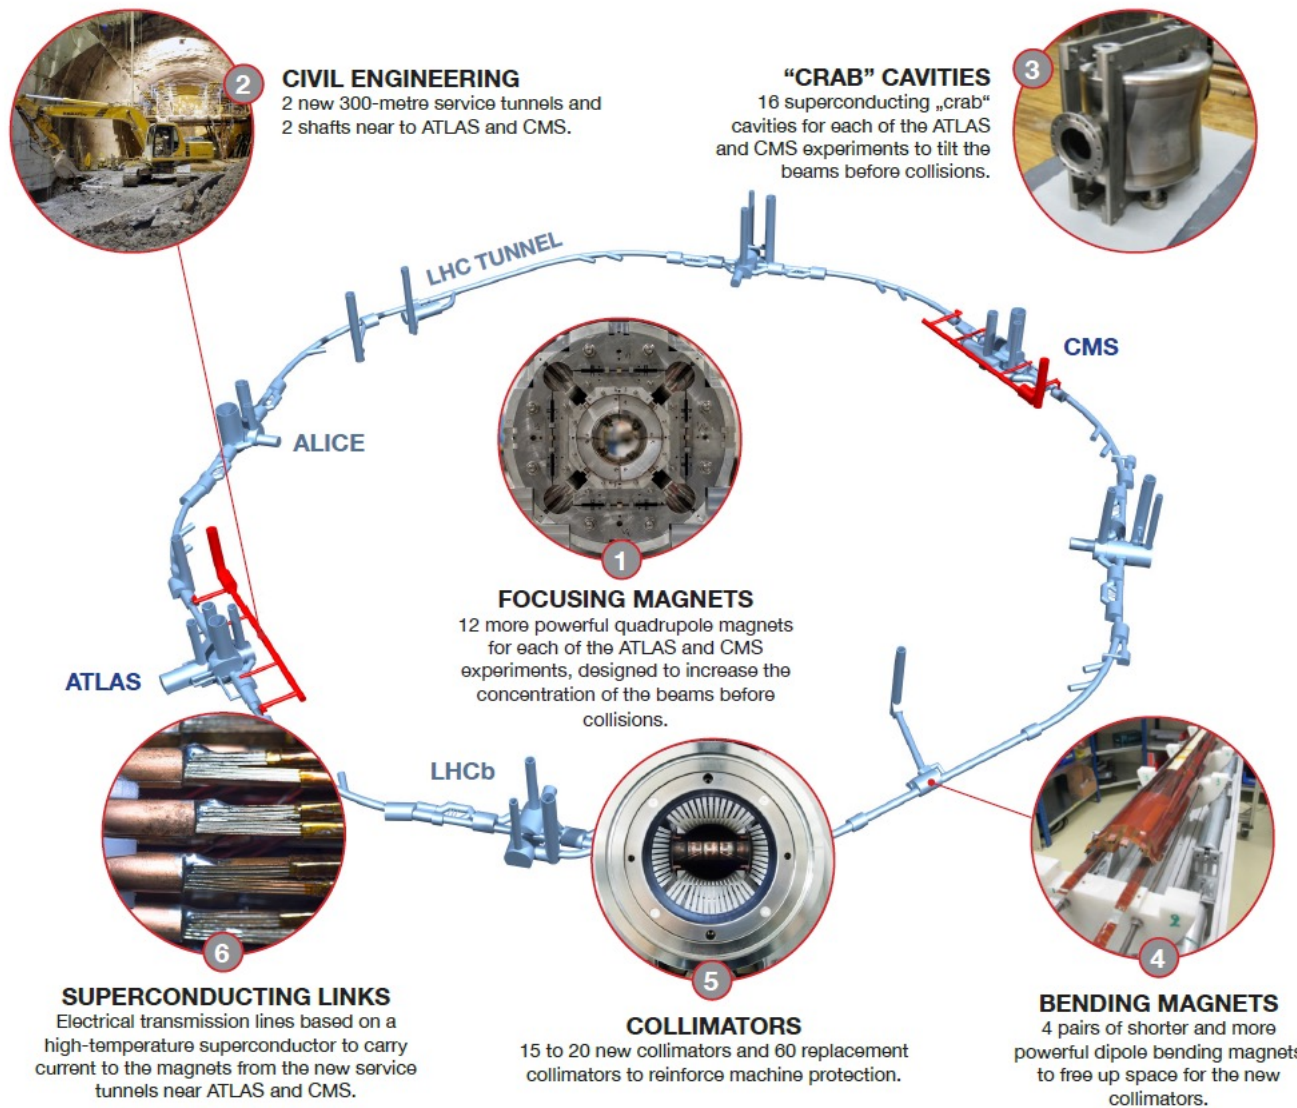 2
CIVIL ENGINEERING
2 new 300-metre service tunnels and
2 shafts near to ATLAS and CMS.
“CRAB” CAVITIES
16 superconducting „crab“
cavities for each of the ATLAS
and CMS experiments to tilt the
beams before collisions.
3
LHC TUNNEL
CMS
ALICE
1
FOCUSING MAGNETS
12 more powerful quadrupole magnets
for each of the ATLAS and CMS
experiments, designed to increase the
concentration of the beams before
collisions.
ATLAS
LHCb
6
SUPERCONDUCTING LINKS
Electrical transmission lines based on a
high-temperature superconductor to carry
current to the magnets from the new service
tunnels near ATLAS and CMS.
5
COLLIMATORS
15 to 20 new collimators and 60 replacement
collimators to reinforce machine protection.
2
4
BENDING MAGNETS
4 pairs of shorter and more
powerful dipole bending magnets
to free up space for the new
collimators.